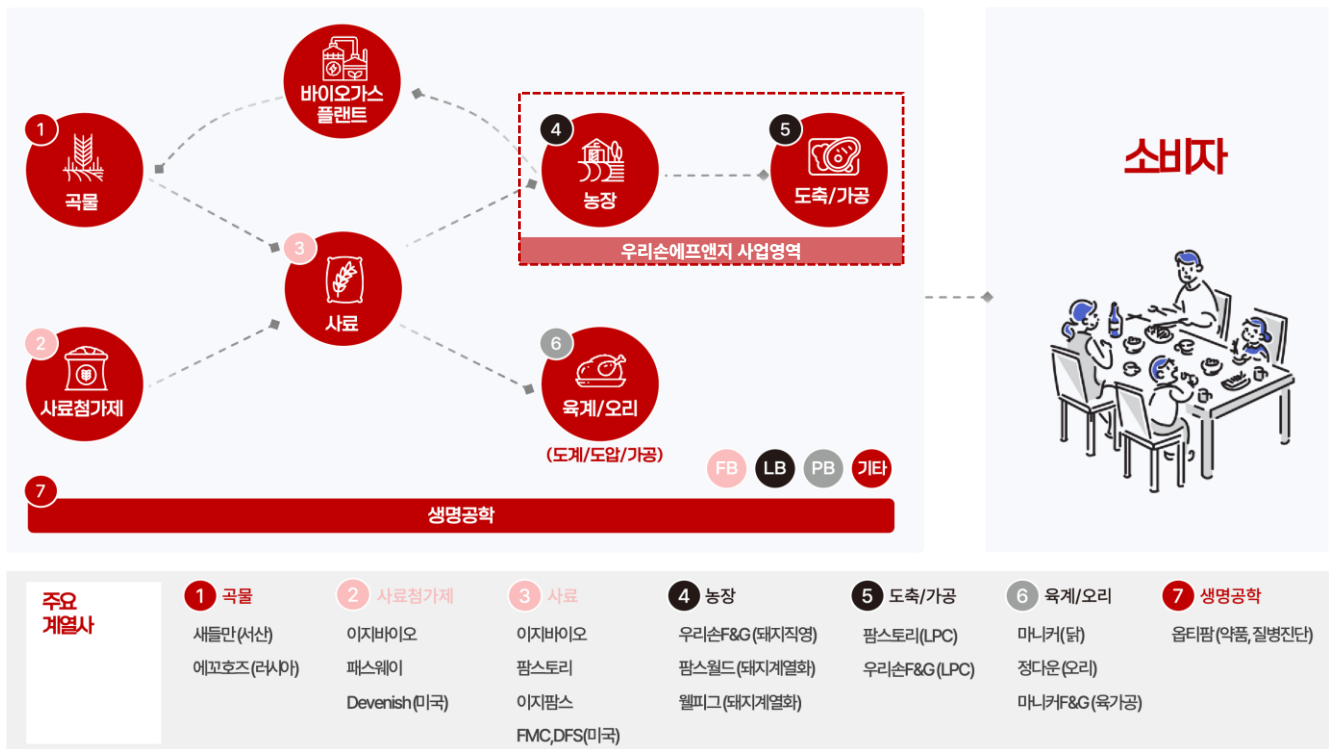 바이오가스
플랜트
1
곡물
4
농장
5
도축/가공
우리손에프앤지 사업영역
3
사료
2
사료첨가제
6
육계/오리
(도계/도압/가공)
FB
LB
PB
기타
7
생명공학
소비자
주요
계열사
1 곡물
새들만(서산)
에꼬호즈(러시아)
2 사료첨가제
이지바이오
패스웨이
Devenish(미국)
3 사료
이지바이오
팜스토리
이지팜스
FMC,DFS(미국)
4 농장
우리손F&G(돼지직영)
팜스월드(돼지계열화)
웰피그(돼지계열화)
5 도축/가공
팜스토리(LPC)
우리손F&G(LPC)
6 육계/오리
마니커(닭)
정다운(오리)
마니커F&G(육가공)
7 생명공학
옵티팜(약품,질병진단)